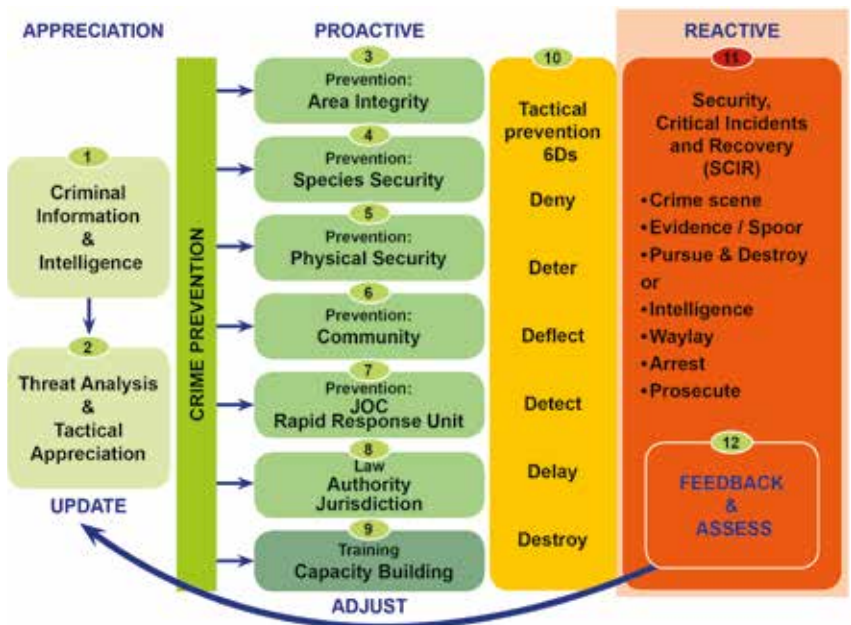 APPRECIATION
1
Criminal
Information
&
Intelligence
2
Threat Analysis
&
Tactical
Appreciation
UPDATE
CRIME PREVENTION
PROACTIVE
3
Prevention:
Area Integrity
4
Prevention:
Species Security
5
Prevention:
Physical Security
6
Prevention:
Community
7
Prevention:
JOC
Rapid Response Unit
8
Law
Authority
Jurisdiction
9
Training
Capacity Building
ADJUST
10
Tactical
prevention
6Ds
Deny
Deter
Deflect
Detect
Delay
Destroy
REACTIVE
11
Security,
Critical Incidents
and Recovery
(SCIR)
•Crime scene
•Evidence / Spoor
•Pursue & Destroy
or
•Intelligence
•Waylay
•Arrest
•Prosecute
12
FEEDBACK
&
ASSESS